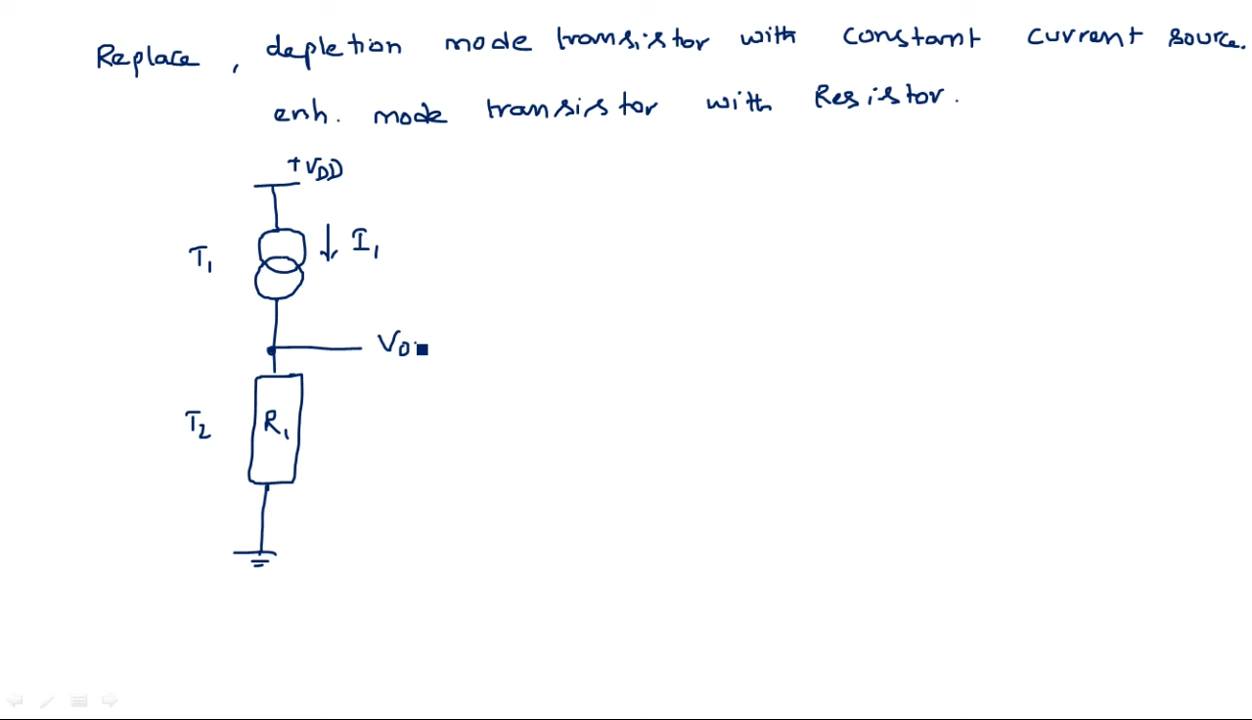 Replace, depletion mode transistor with constant current source.
enh. mode transistor with Resistor.
+VDD
T1
I1
Vo
T2
R1